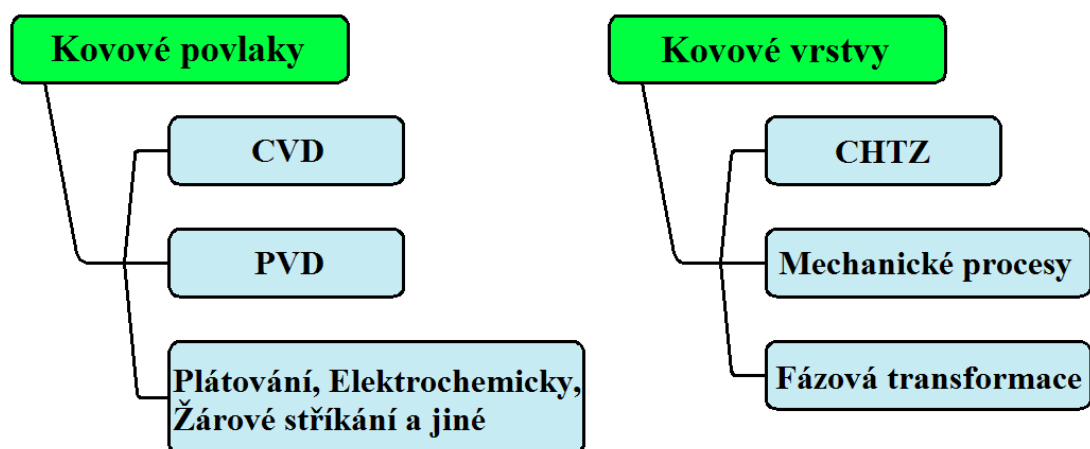 Kovové povlaky
CVD
PVD
Plátování, Elektrochemicky,
Žárové stříkání a jiné
Kovové vrstvy
CHTZ
Mechanické procesy
Fázová transformace